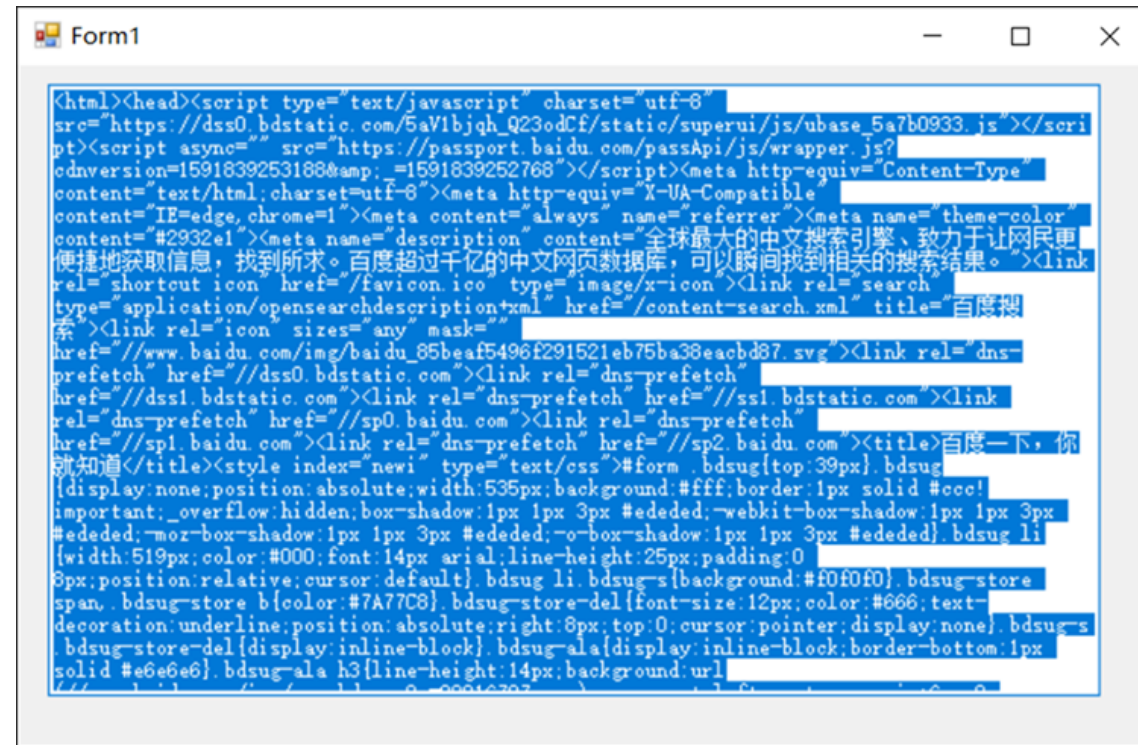 Form1
<html><head><script type="text/javascript" charset="utf-8"
src="https://dss0.bdstatic.com/5aV1bjqh_Q23odCf/static/superui/js/ubase_5a7b0933.js"></scri
pt><script async="" src="https://passport.baidu.com/passApi/js/wrapper.js?
cdnversion=1591839253188&amp;_=1591839252768"></script><meta http-equiv="Content-Type"
content="text/html;charset=utf-8"><meta http-equiv="X-UA-Compatible"
content="IE=edge,chrome=1"><meta content="always" name="referrer"><meta name="theme-color"
content="#2932e1"><meta name="description" content="全球最大的中文搜索引擎、致力于让网民更
便捷地获取信息，找到所求。百度超过千亿的中文网页数据库，可以瞬间找到相关的搜索结果。"><link
rel="shortcut icon" href="/favicon.ico" type="image/x-icon"><link rel="search"
type="application/opensearchdescription+xml" href="/content-search.xml" title="百度搜
索"><link rel="icon" sizes="any" mask=""
href="//www.baidu.com/img/baidu_85beaf5496f291521eb75ba38eacbd87.svg"><link rel="dns-
prefetch" href="//dss0.bdstatic.com"><link rel="dns-prefetch"
href="//dss1.bdstatic.com"><link rel="dns-prefetch" href="//ss1.bdstatic.com"><link
rel="dns-prefetch" href="//sp0.baidu.com"><link rel="dns-prefetch"
href="//sp1.baidu.com"><link rel="dns-prefetch" href="//sp2.baidu.com"><title>百度一下，你
就知道</title><style index="newi" type="text/css">#form .bdsug{top:39px}.bdsug
{display:none;position:absolute;width:535px;background:#fff;border:1px solid #ccc!
important;_overflow:hidden;box-shadow:1px 1px 3px #ededed;-webkit-box-shadow:1px 1px 3px
#ededed;-moz-box-shadow:1px 1px 3px #ededed;-o-box-shadow:1px 1px 3px #ededed}.bdsug li
{width:519px;color:#000;font:14px arial;line-height:25px;padding:0
8px;position:relative;cursor:default}.bdsug li.bdsug-s{background:#f0f0f0}.bdsug-store
span,.bdsug-store b{color:#7A77C8}.bdsug-store-del{font-size:12px;color:#666;text-
decoration:underline;position:absolute;right:8px;top:0;cursor:pointer;display:none}.bdsug-s
.bdsug-store-del{display:inline-block}.bdsug-ala{display:inline-block;border-bottom:1px
solid #e6e6e6}.bdsug-ala h3{line-height:14px;background:url